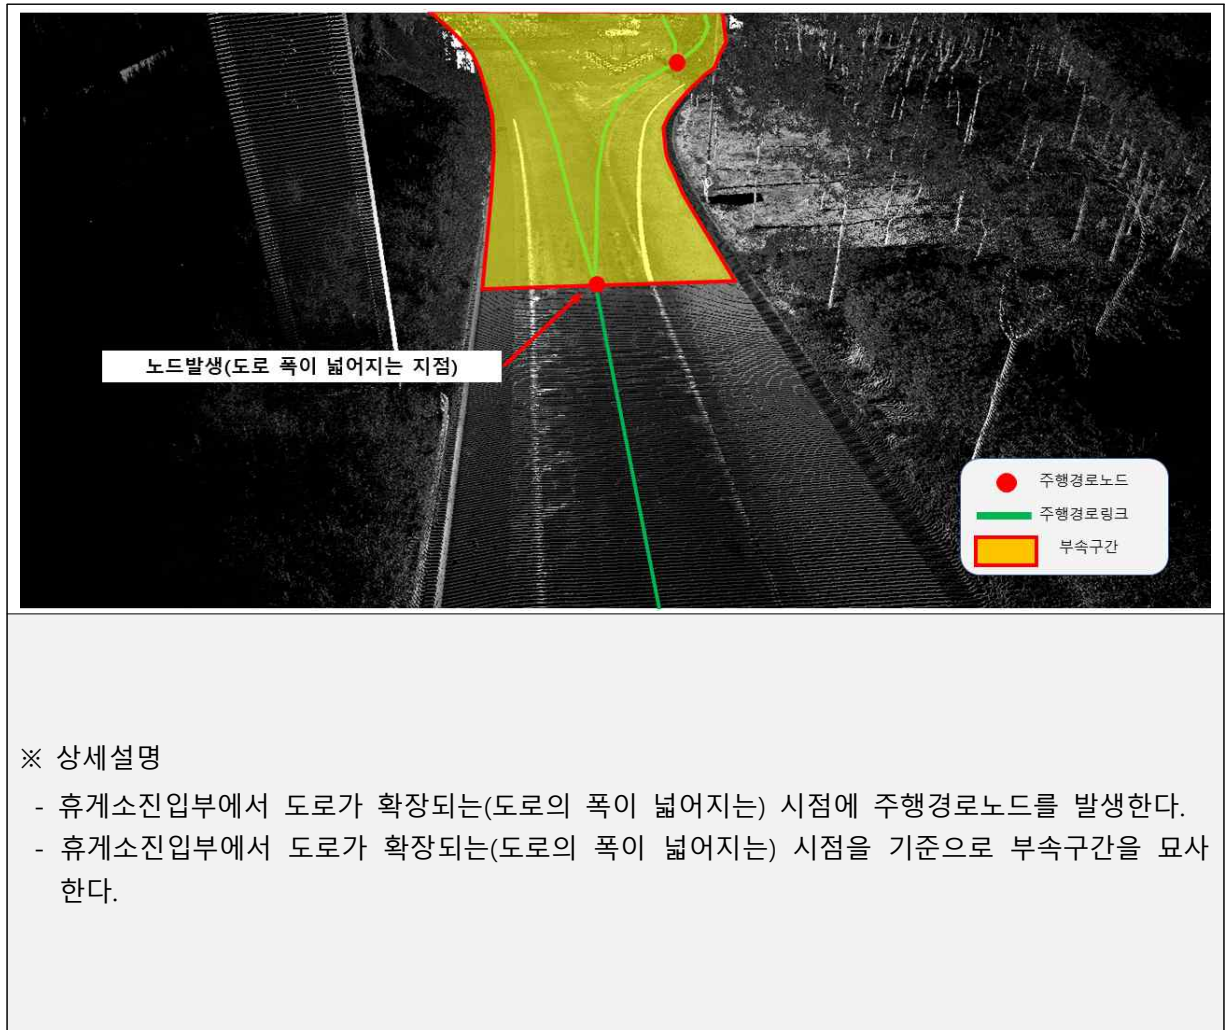 노드발생(도로 폭이 넓어지는 지점)
주행경로노드
주행경로링크
부속구간
※ 상세설명
- 휴게소진입부에서 도로가 확장되는(도로의 폭이 넓어지는) 시점에 주행경로노드를 발생한다.
- 휴게소진입부에서 도로가 확장되는(도로의 폭이 넓어지는) 시점을 기준으로 부속구간을 묘사
한다.